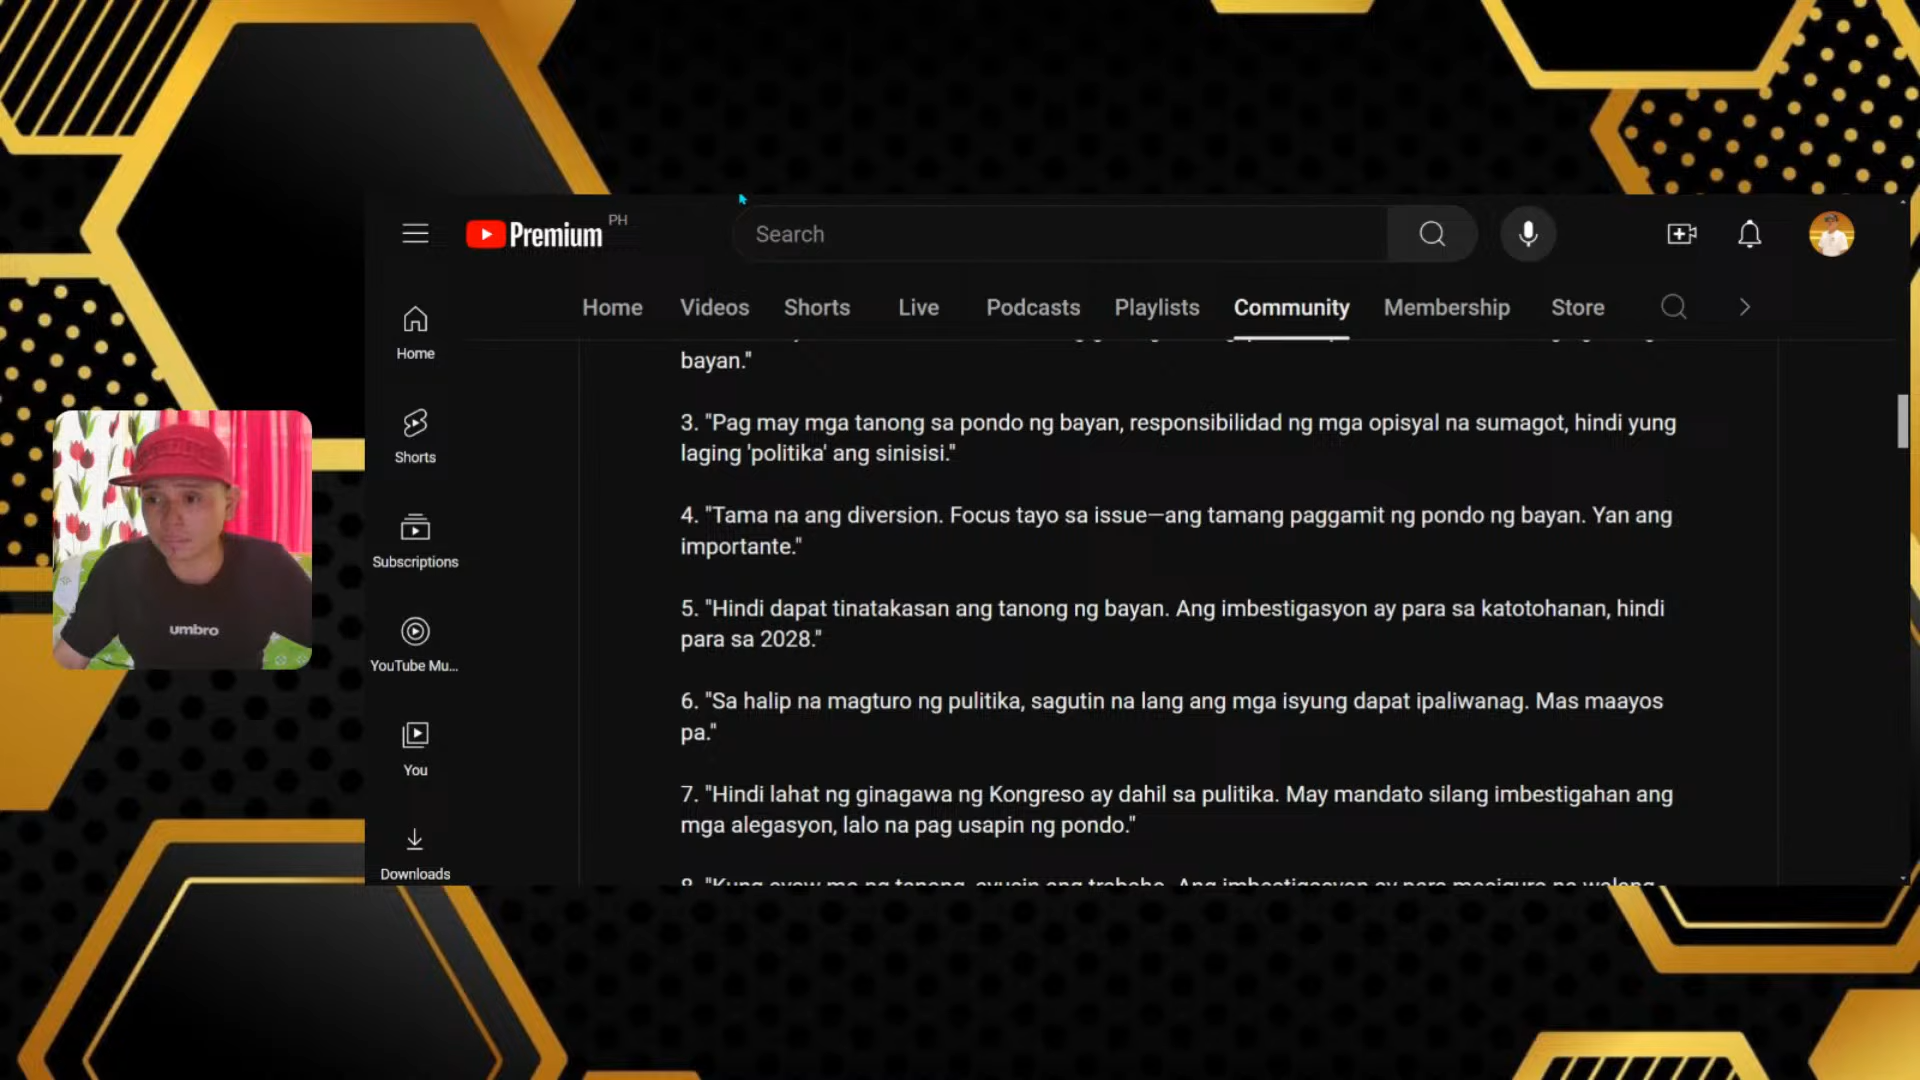 Premium PH
Search
Home
Videos
Shorts
Live
Podcasts
Playlists
Community
Membership
Store
Home
Shorts
Subscriptions
YouTube Mu...
You
Downloads
umbro
bayan."
3. "Pag may mga tanong sa pondo ng bayan, responsibilidad ng mga opisyal na sumagot, hindi yung
laging 'politika' ang sinisisi."
4. "Tama na ang diversion. Focus tayo sa issue—ang tamang paggamit ng pondo ng bayan. Yan ang
importante."
5. "Hindi dapat tinatakasan ang tanong ng bayan. Ang imbestigasyon ay para sa katotohanan, hindi
para sa 2028."
6. "Sa halip na magturo ng pulitika, sagutin na lang ang mga isyung dapat ipaliwanag. Mas maayos
pa."
7. "Hindi lahat ng ginagawa ng Kongreso ay dahil sa pulitika. May mandato silang imbestigahan ang
mga alegasyon, lalo na pag usapin ng pondo."